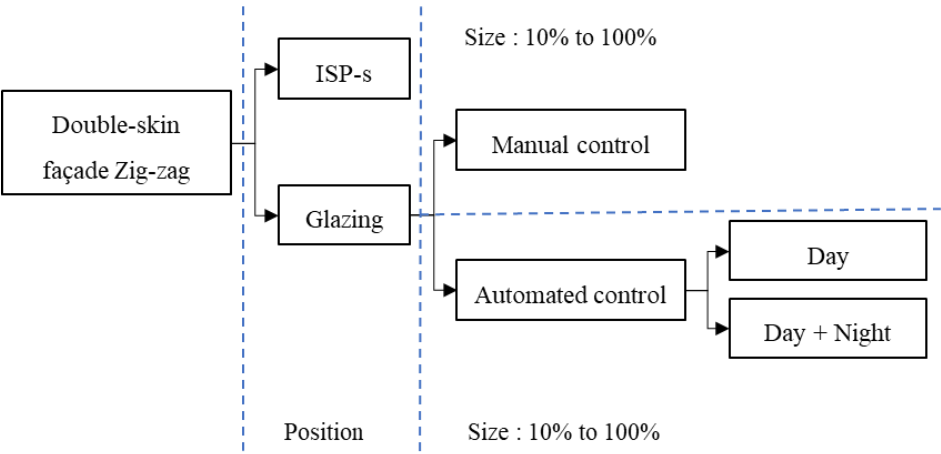 Size : 10% to 100%
ISP-s
Double-skin
façade Zig-zag
Manual control
Glazing
Day
Automated control
Day + Night
Position
Size : 10% to 100%